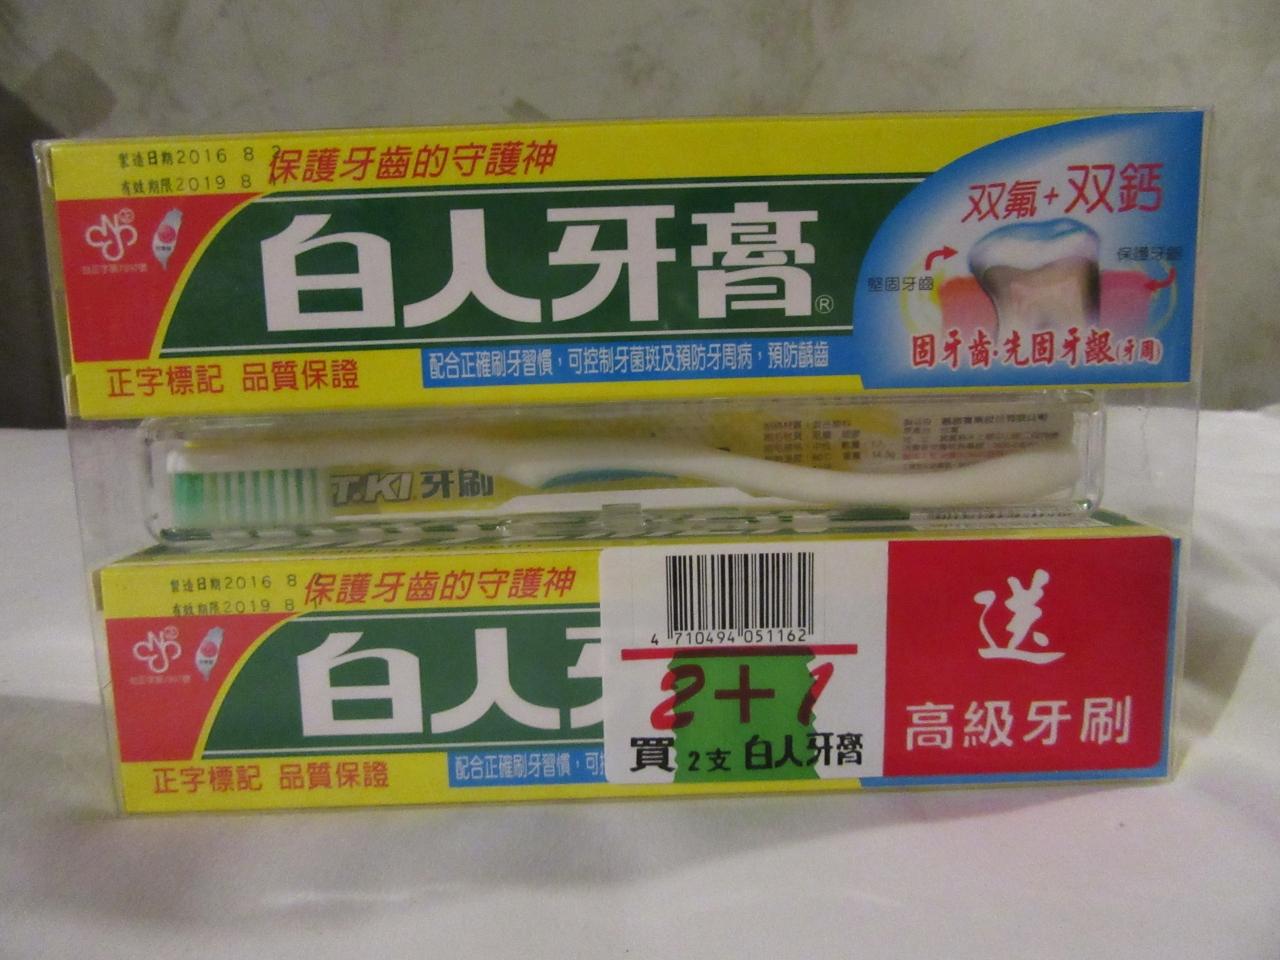 製造日期2016 8 2
有效期限2019 8
保護牙齒的守護神
白人牙膏®
双氟+双鈣
堅固牙齒
保護牙齦
固牙齒·先固牙齦(牙周)
正字標記 品質保證
配合正確刷牙習慣，可控制牙菌斑及預防牙周病，預防齲齒
T.KI 牙刷
製造日期2016 8
有效期限2019 8
保護牙齒的守護神
白人
正字標記 品質保證
配合正確刷牙習慣，可
4 710494 051162
2+1
買2支白人牙膏
送
高級牙刷